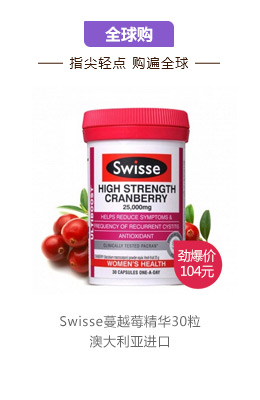 全球购
指尖轻点 购遍全球
Swisse
ULTIBOOST
HIGH STRENGTH
CRANBERRY
25,000mg
HELPS REDUCE SYMPTOMS &
FREQUENCY OF RECURRENT CYSTITIS
ANTIOXIDANT
CLINICALLY TESTED PACRAN
WOMEN'S HEALTH
30 CAPSULES ONE-A-DAY
劲爆价
104元
Swisse蔓越莓精华30粒
澳大利亚进口